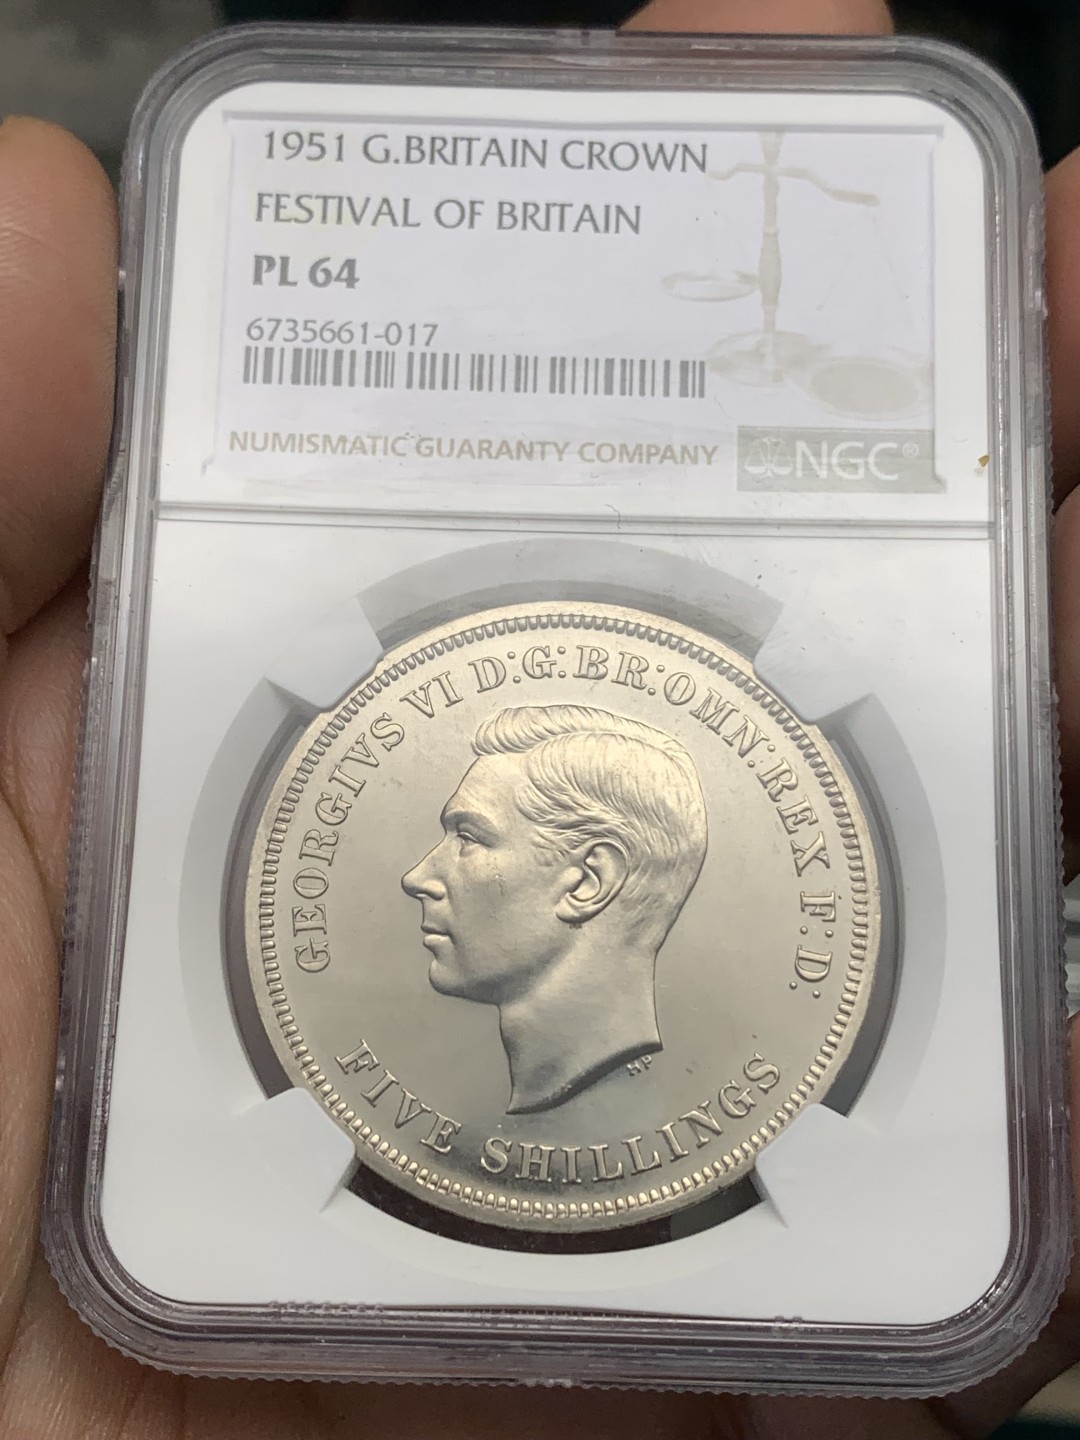 1951 G.BRITAIN CROWN
FESTIVAL OF BRITAIN
PL 64
6735661-017
NUMISMATIC GUARANTY COMPANY NGC®
GEORGIVS VI D:G:BR:OMN:REX F:D:
HP
FIVE SHILLINGS